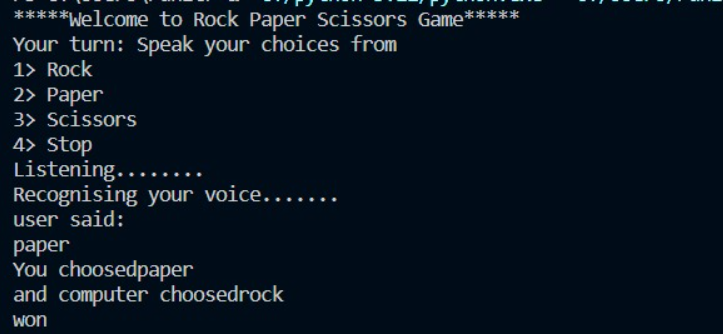 *****Welcome to Rock Paper Scissors Game*****
Your turn: Speak your choices from
1> Rock
2> Paper
3> Scissors
4> Stop
Listening........
Recognising your voice.......
user said:
paper
You choosedpaper
and computer choosedrock
won